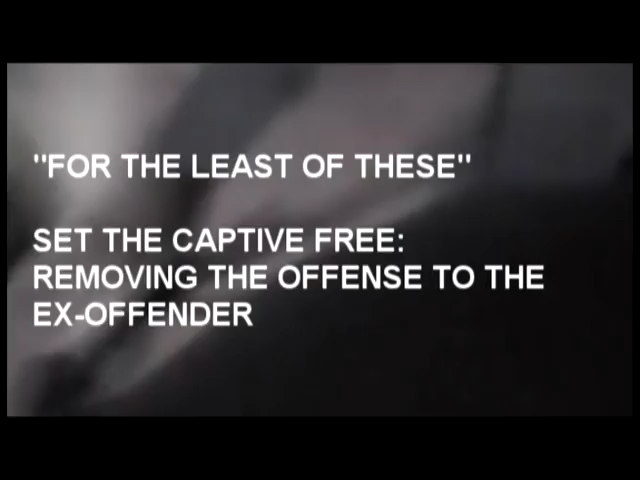 "FOR THE LEAST OF THESE"
SET THE CAPTIVE FREE:
REMOVING THE OFFENSE TO THE
EX-OFFENDER